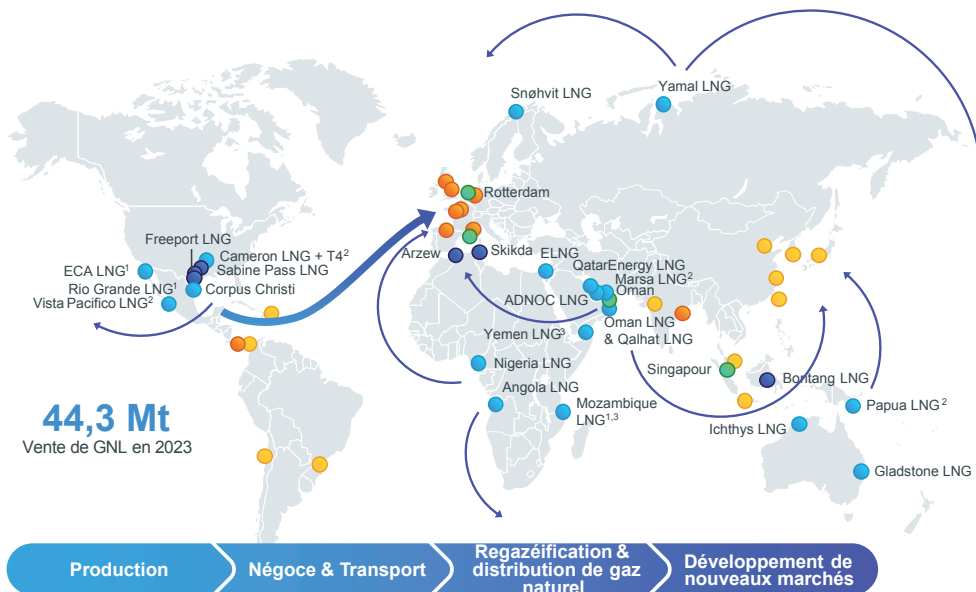 Snøhvit LNG
Yamal LNG
Rotterdam
Freeport LNG
Cameron LNG + T4²
Sabine Pass LNG
ECA LNG¹
Rio Grande LNG¹
Corpus Christi
Vista Pacifico LNG²
Arzew
Skikda
ELNG
QatarEnergy LNG
Marsa LNG²
Oman
ADNOC LNG
Oman LNG
& Qalhat LNG
Yemen LNG³
Nigeria LNG
Angola LNG
Mozambique
LNG¹,³
Singapour
Bontang LNG
Papua LNG²
Ichthys LNG
Gladstone LNG
44,3 Mt
Vente de GNL en 2023
Production
Négoce & Transport
Regazéification &
distribution de gaz
naturel
Développement de
nouveaux marchés